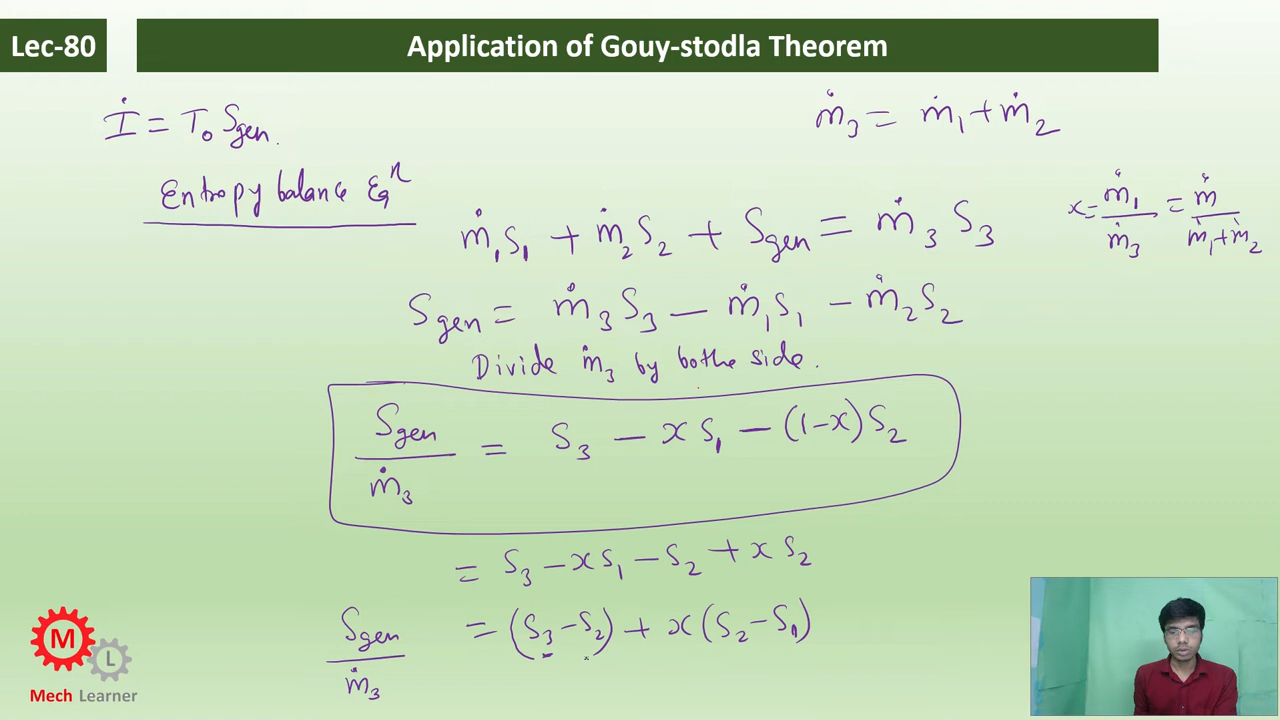 Lec-80
Application of Gouy-stodla Theorem
İ = T₀ Sgen.
ṁ₃ = ṁ₁ + ṁ₂
Entropy balance Eqⁿ
x = ṁ₁/ṁ₃ = ṁ/(ṁ₁+ṁ₂)
ṁ₁S₁ + ṁ₂S₂ + Sgen = ṁ₃ S₃
Sgen = ṁ₃S₃ — ṁ₁S₁ - ṁ₂S₂
Divide ṁ₃ by bothe side.
Sgen/ṁ₃ = S₃ - xS₁ - (1-x)S₂
= S₃ - xS₁ - S₂ + xS₂
Sgen/ṁ₃ = (S₃ - S₂) + x(S₂ - S₁)
M
L
Mech Learner